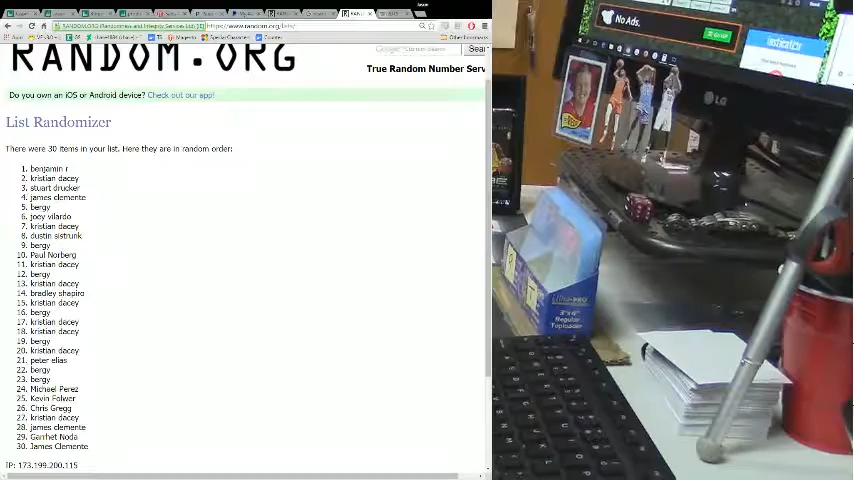 RANDOM.ORG
True Random Number Serv
Do you own an iOS or Android device? Check out our app!
List Randomizer
There were 30 items in your list. Here they are in random order:
1. benjamin r
2. kristian dacey
3. stuart drucker
4. james clemente
5. bergy
6. joey vilardo
7. kristian dacey
8. dustin sistrunk
9. bergy
10. Paul Norberg
11. kristian dacey
12. bergy
13. kristian dacey
14. bradley shapiro
15. kristian dacey
16. bergy
17. kristian dacey
18. kristian dacey
19. bergy
20. kristian dacey
21. peter elias
22. bergy
23. bergy
24. Michael Perez
25. Kevin Folwer
26. Chris Gregg
27. kristian dacey
28. james clemente
29. Garrhet Noda
30. James Clemente
IP: 173.199.200.115
No Ads.
LG
ULTRA-PRO
3"x4"
Regular
Toploader